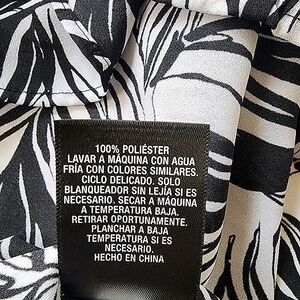 100% POLIÉSTER
LAVAR A MÁQUINA CON AGUA
FRÍA CON COLORES SIMILARES.
CICLO DELICADO. SOLO
BLANQUEADOR SIN LEJÍA SI ES
NECESARIO. SECAR A MÁQUINA
A TEMPERATURA BAJA.
RETIRAR OPORTUNAMENTE.
PLANCHAR A BAJA
TEMPERATURA SI ES
NECESARIO.
HECHO EN CHINA